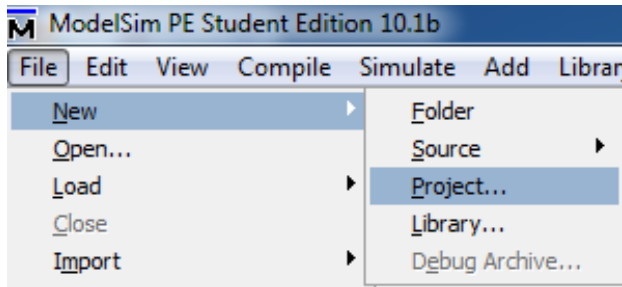 ModelSim PE Student Edition 10.1b
File Edit View Compile Simulate Add Librar
New
Open...
Load
Close
Import
Folder
Source
Project...
Library...
Debug Archive...